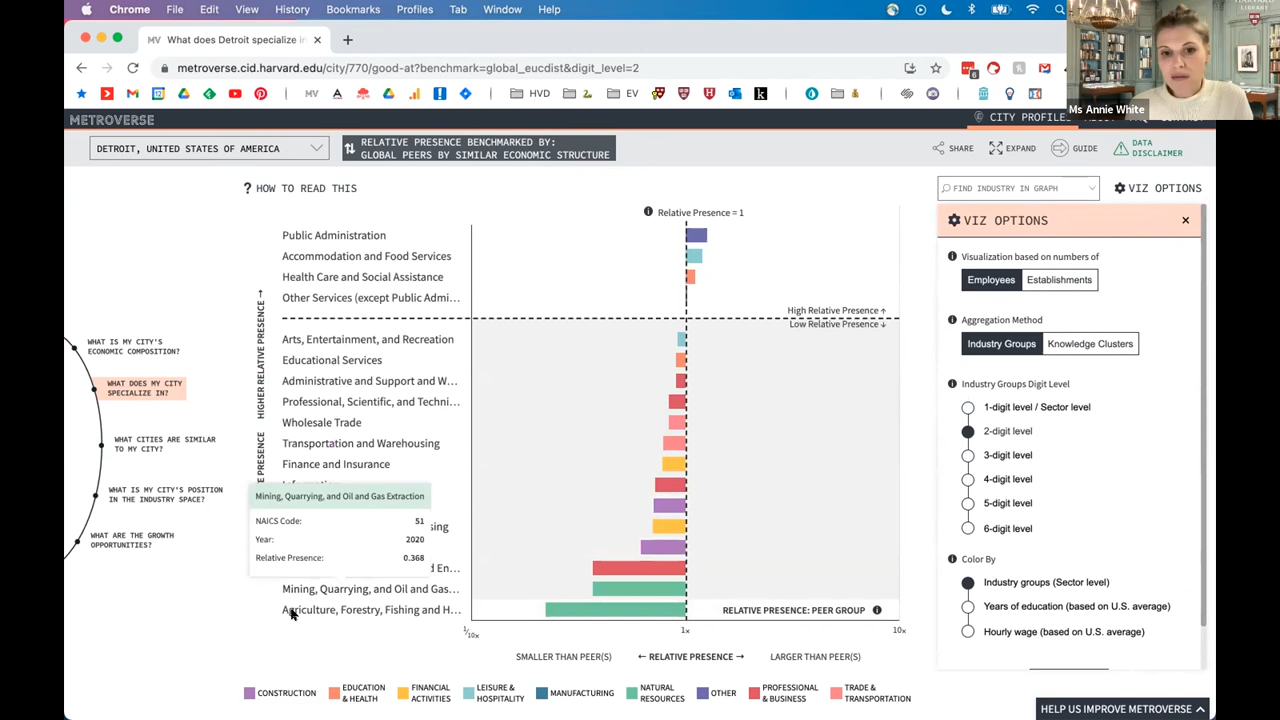 Chrome File Edit View History Bookmarks Profiles Tab Window Help
MV What does Detroit specialize in
metroverse.cid.harvard.edu/city/770/good-at?benchmark=global_eucdist&digit_level=2
MV HVD EV
Ms Annie White
METROVERSE
CITY PROFILES
DETROIT, UNITED STATES OF AMERICA
RELATIVE PRESENCE BENCHMARKED BY:
GLOBAL PEERS BY SIMILAR ECONOMIC STRUCTURE
SHARE EXPAND GUIDE DATA
DISCLAIMER
? HOW TO READ THIS
FIND INDUSTRY IN GRAPH
VIZ OPTIONS
Relative Presence = 1
VIZ OPTIONS
Public Administration
Accommodation and Food Services
Health Care and Social Assistance
Other Services (except Public Admi...
High Relative Presence ↑
Low Relative Presence ↓
HIGHER RELATIVE PRESENCE →
Arts, Entertainment, and Recreation
Educational Services
Administrative and Support and W...
Professional, Scientific, and Techni...
Wholesale Trade
Transportation and Warehousing
Finance and Insurance
PRESENCE
Mining, Quarrying, and Oil and Gas Extraction
NAICS Code: 51
Year: 2020
Relative Presence: 0.368
sing
d En...
Mining, Quarrying, and Oil and Gas...
Agriculture, Forestry, Fishing and H...
RELATIVE PRESENCE: PEER GROUP
1/10x 1x 10x
SMALLER THAN PEER(S) ← RELATIVE PRESENCE → LARGER THAN PEER(S)
WHAT IS MY CITY'S
ECONOMIC COMPOSITION?
WHAT DOES MY CITY
SPECIALIZE IN?
WHAT CITIES ARE SIMILAR
TO MY CITY?
WHAT IS MY CITY'S POSITION
IN THE INDUSTRY SPACE?
WHAT ARE THE GROWTH
OPPORTUNITIES?
Visualization based on numbers of
Employees Establishments
Aggregation Method
Industry Groups Knowledge Clusters
Industry Groups Digit Level
1-digit level / Sector level
2-digit level
3-digit level
4-digit level
5-digit level
6-digit level
Color By
Industry groups (Sector level)
Years of education (based on U.S. average)
Hourly wage (based on U.S. average)
CONSTRUCTION
EDUCATION
& HEALTH
FINANCIAL
ACTIVITIES
LEISURE &
HOSPITALITY
MANUFACTURING
NATURAL
RESOURCES
OTHER
PROFESSIONAL
& BUSINESS
TRADE &
TRANSPORTATION
HELP US IMPROVE METROVERSE